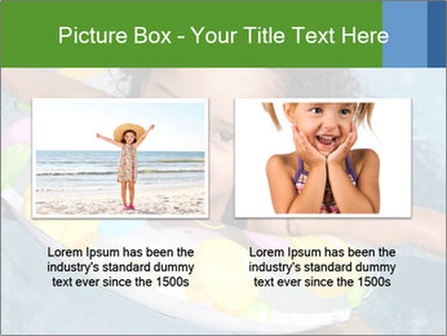 Picture Box - Your Title Text Here
Lorem Ipsum has been the
industry's standard dummy
text ever since the 1500s
Lorem Ipsum has been the
industry's standard dummy
text ever since the 1500s